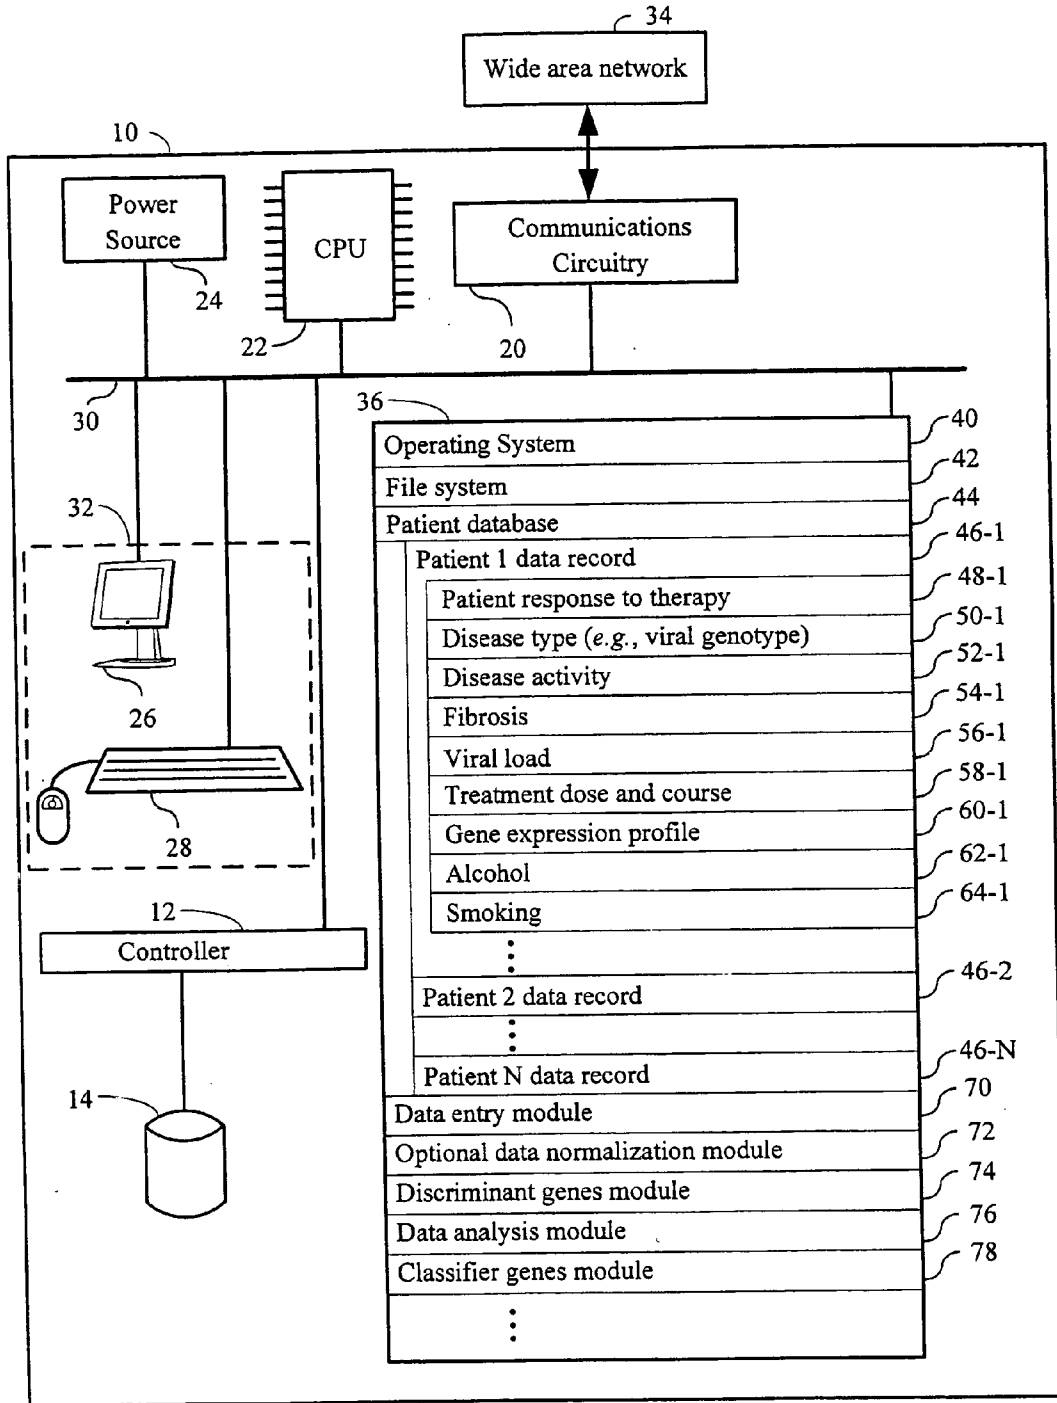 34
Wide area network
10
Power
Source
24
CPU
22
Communications
Circuitry
20
30
36
Operating System
40
File system
42
Patient database
44
Patient 1 data record
46-1
Patient response to therapy
48-1
Disease type (e.g., viral genotype)
50-1
Disease activity
52-1
Fibrosis
54-1
Viral load
56-1
Treatment dose and course
58-1
Gene expression profile
60-1
Alcohol
62-1
Smoking
64-1
Patient 2 data record
46-2
Patient N data record
46-N
Data entry module
70
Optional data normalization module
72
Discriminant genes module
74
Data analysis module
76
Classifier genes module
78
32
26
28
12
Controller
14